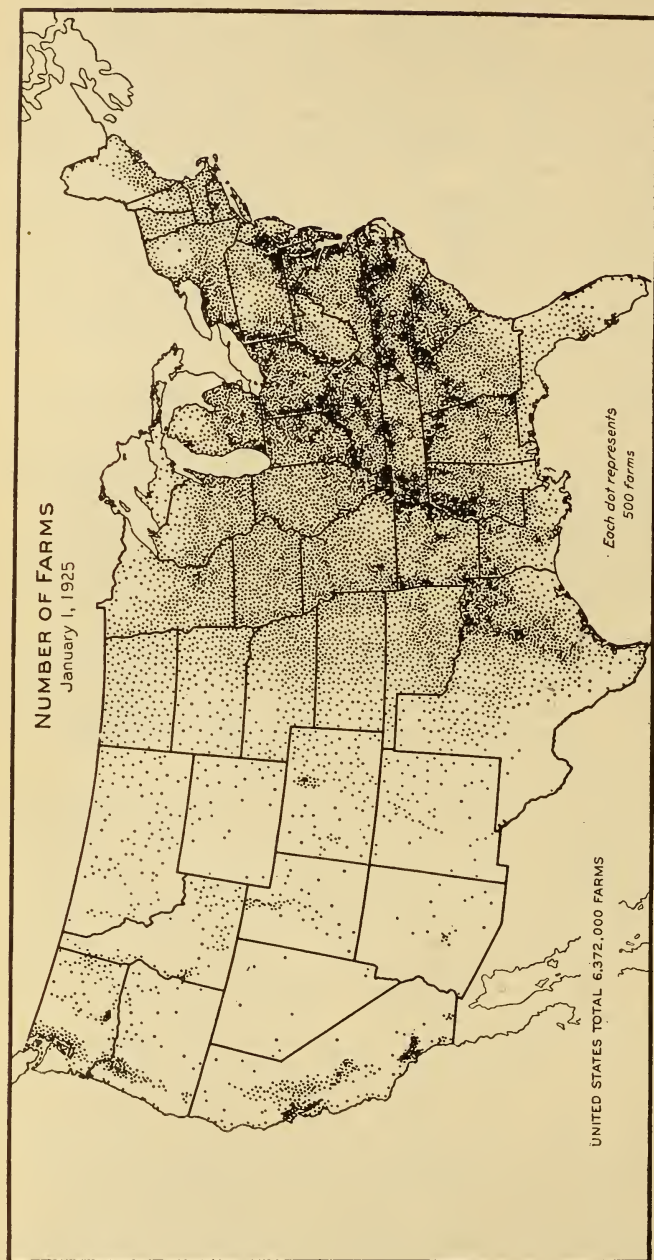 NUMBER OF FARMS
January 1, 1925
Each dot represents
500 farms
UNITED STATES TOTAL 6,372,000 FARMS